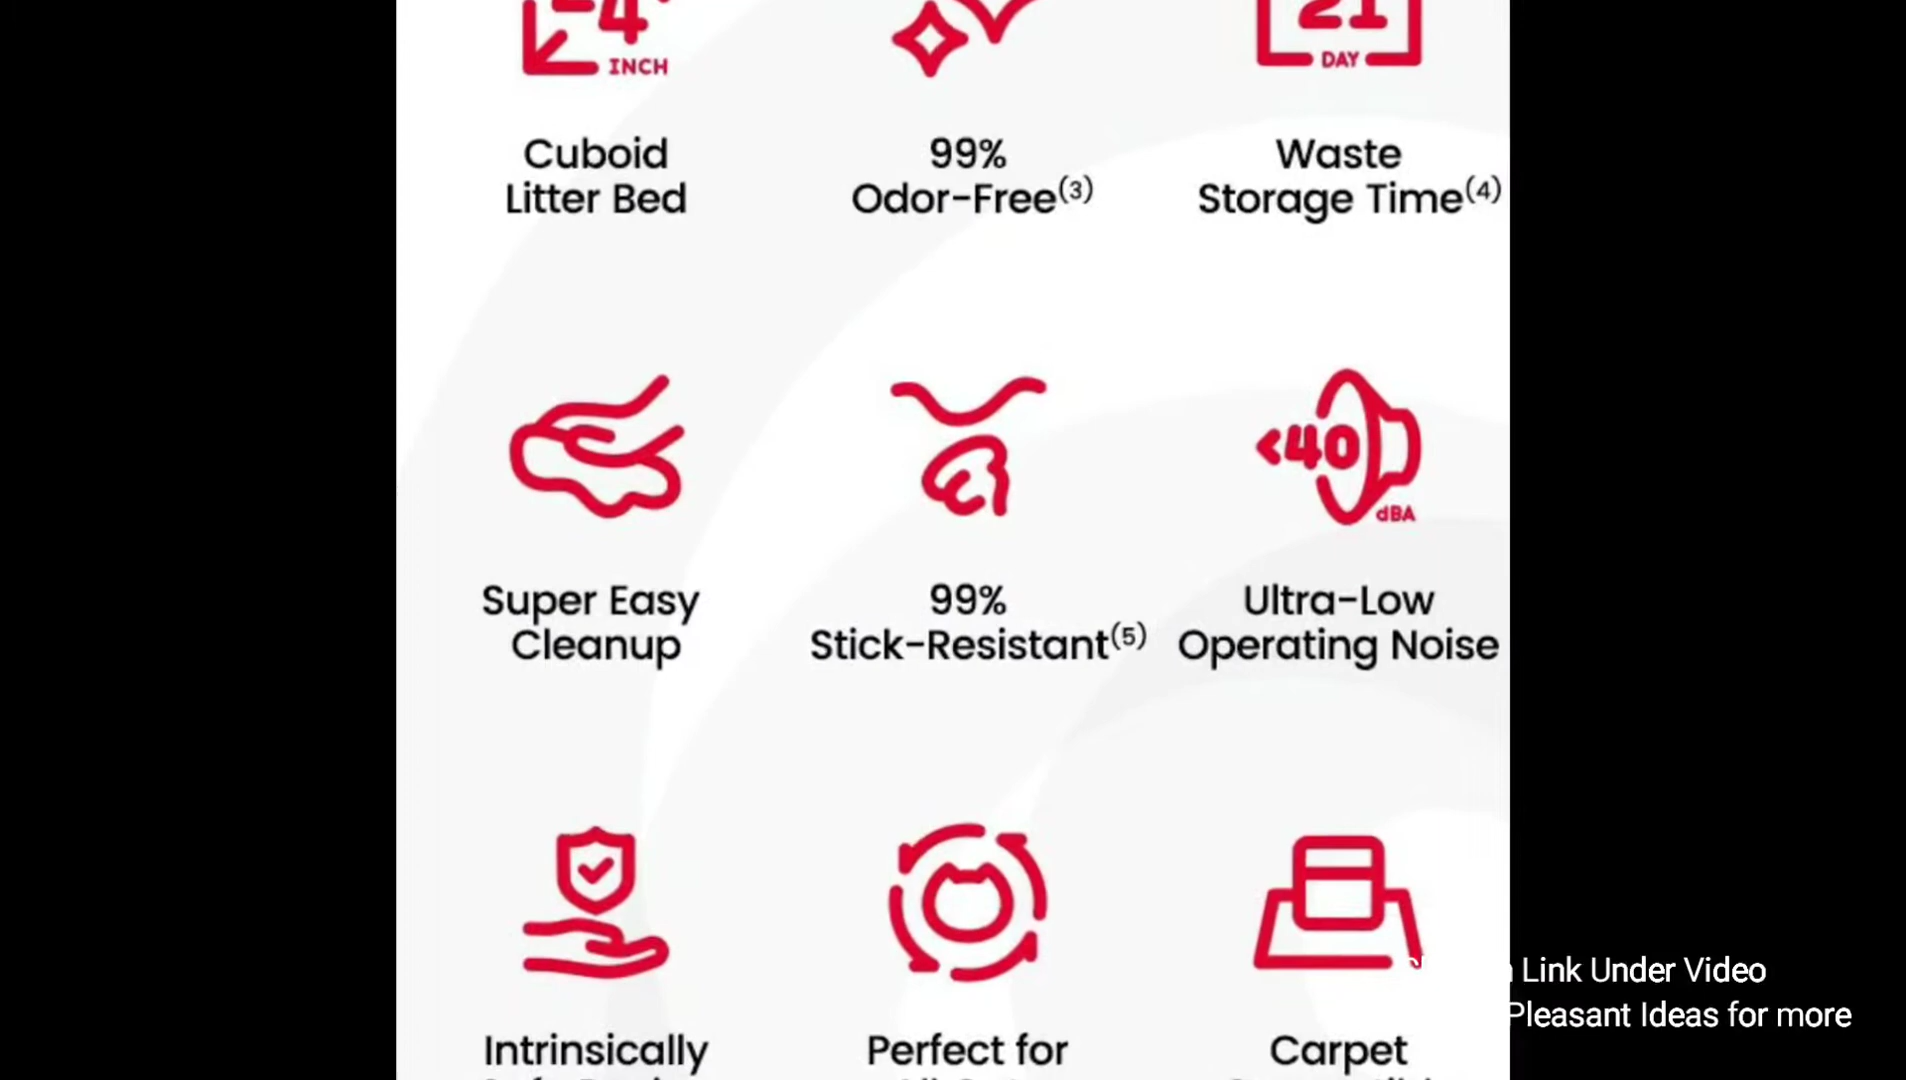 4
21
INCH
DAY
Cuboid
Litter Bed
99%
Odor-Free(3)
Waste
Storage Time(4)
<40
dBA
Super Easy
Cleanup
99%
Stick-Resistant(5)
Ultra-Low
Operating Noise
Link Under Video
Pleasant Ideas for more
Intrinsically
Perfect for
Carpet